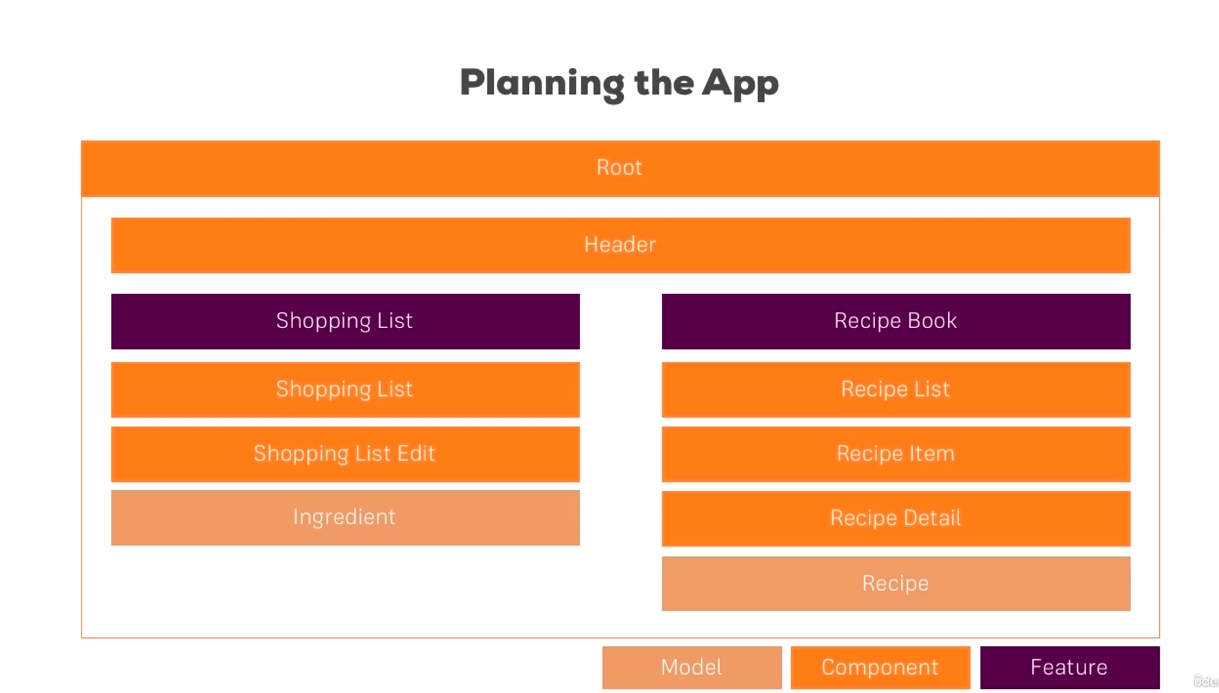 Planning the App
Root
Header
Shopping List
Recipe Book
Shopping List
Recipe List
Shopping List Edit
Recipe Item
Ingredient
Recipe Detail
Recipe
Model
Component
Feature